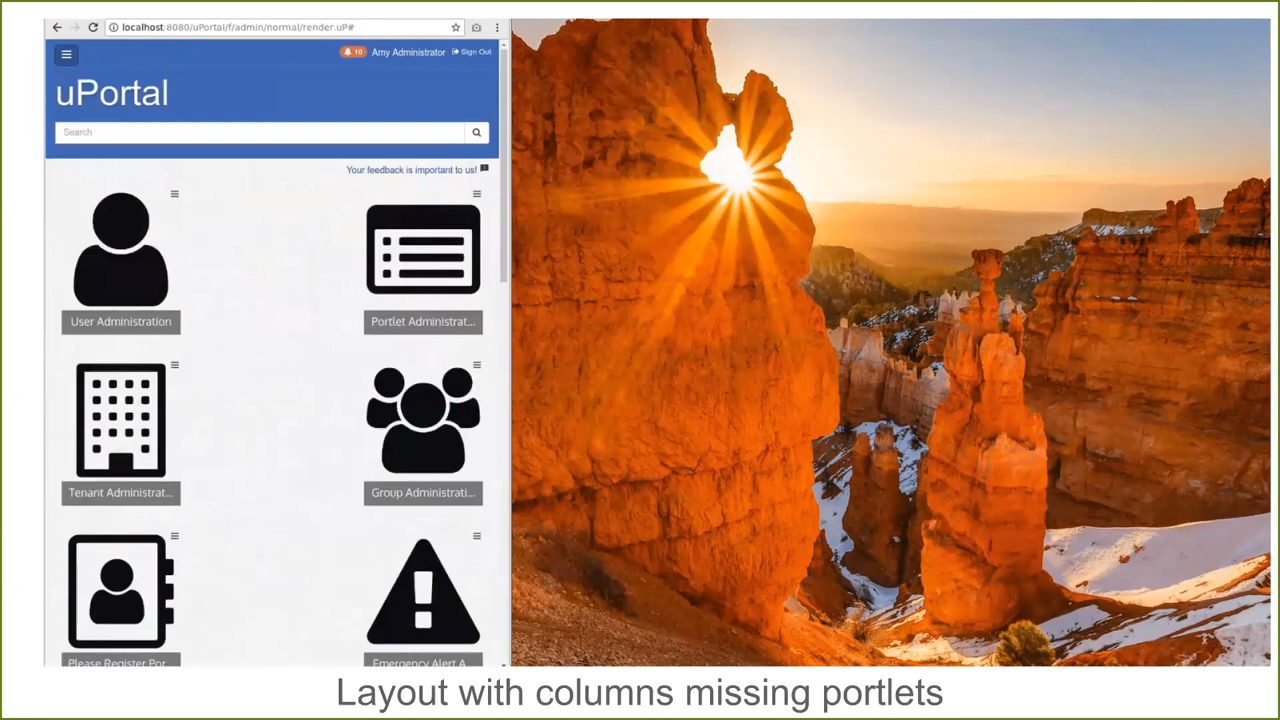 localhost:8080/uPortal/f/admin/normal/render.uP#
10 Amy Administrator Sign Out
uPortal
Search
Your feedback is important to us!
User Administration
Portlet Administrat...
Tenant Administrat...
Group Administrati...
Please Register Por...
Emergency Alert A...
Layout with columns missing portlets